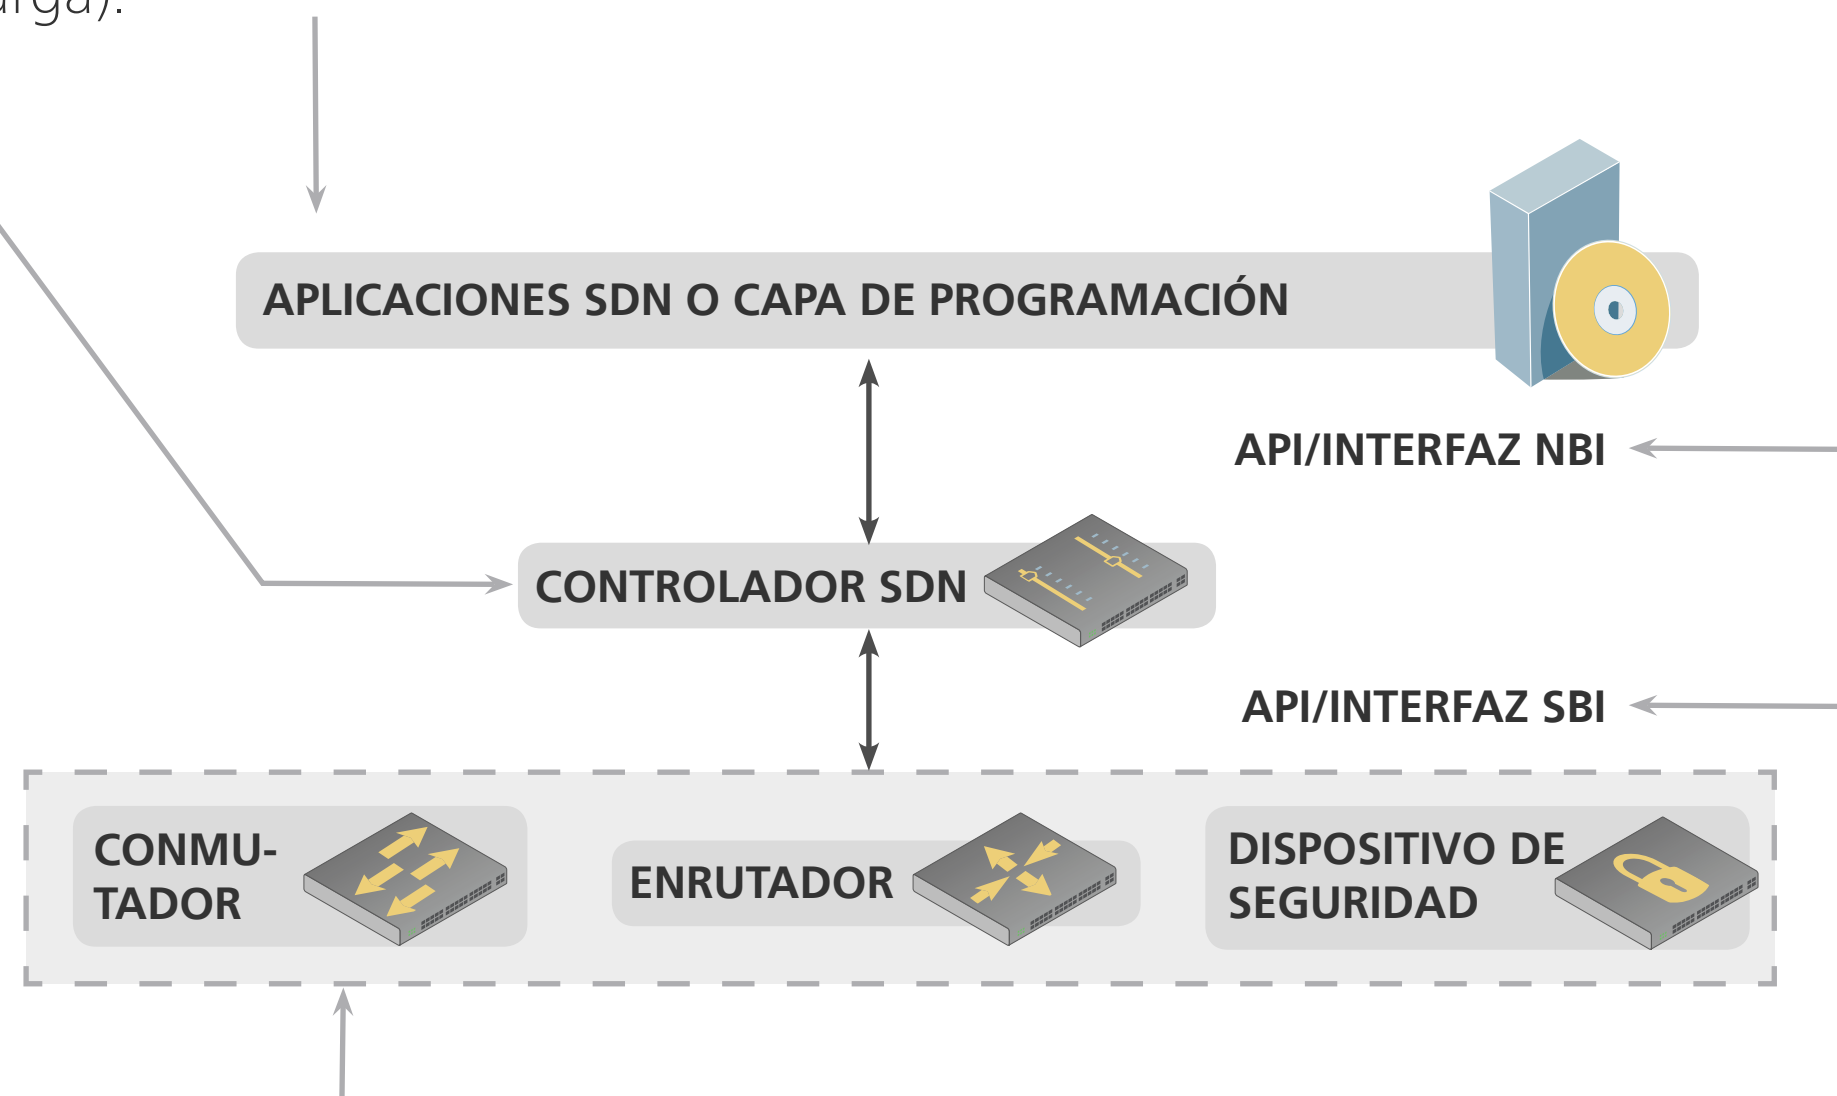 APLICACIONES SDN O CAPA DE PROGRAMACIÓN
API/INTERFAZ NBI
CONTROLADOR SDN
API/INTERFAZ SBI
CONMU-
TADOR
ENRUTADOR
DISPOSITIVO DE
SEGURIDAD